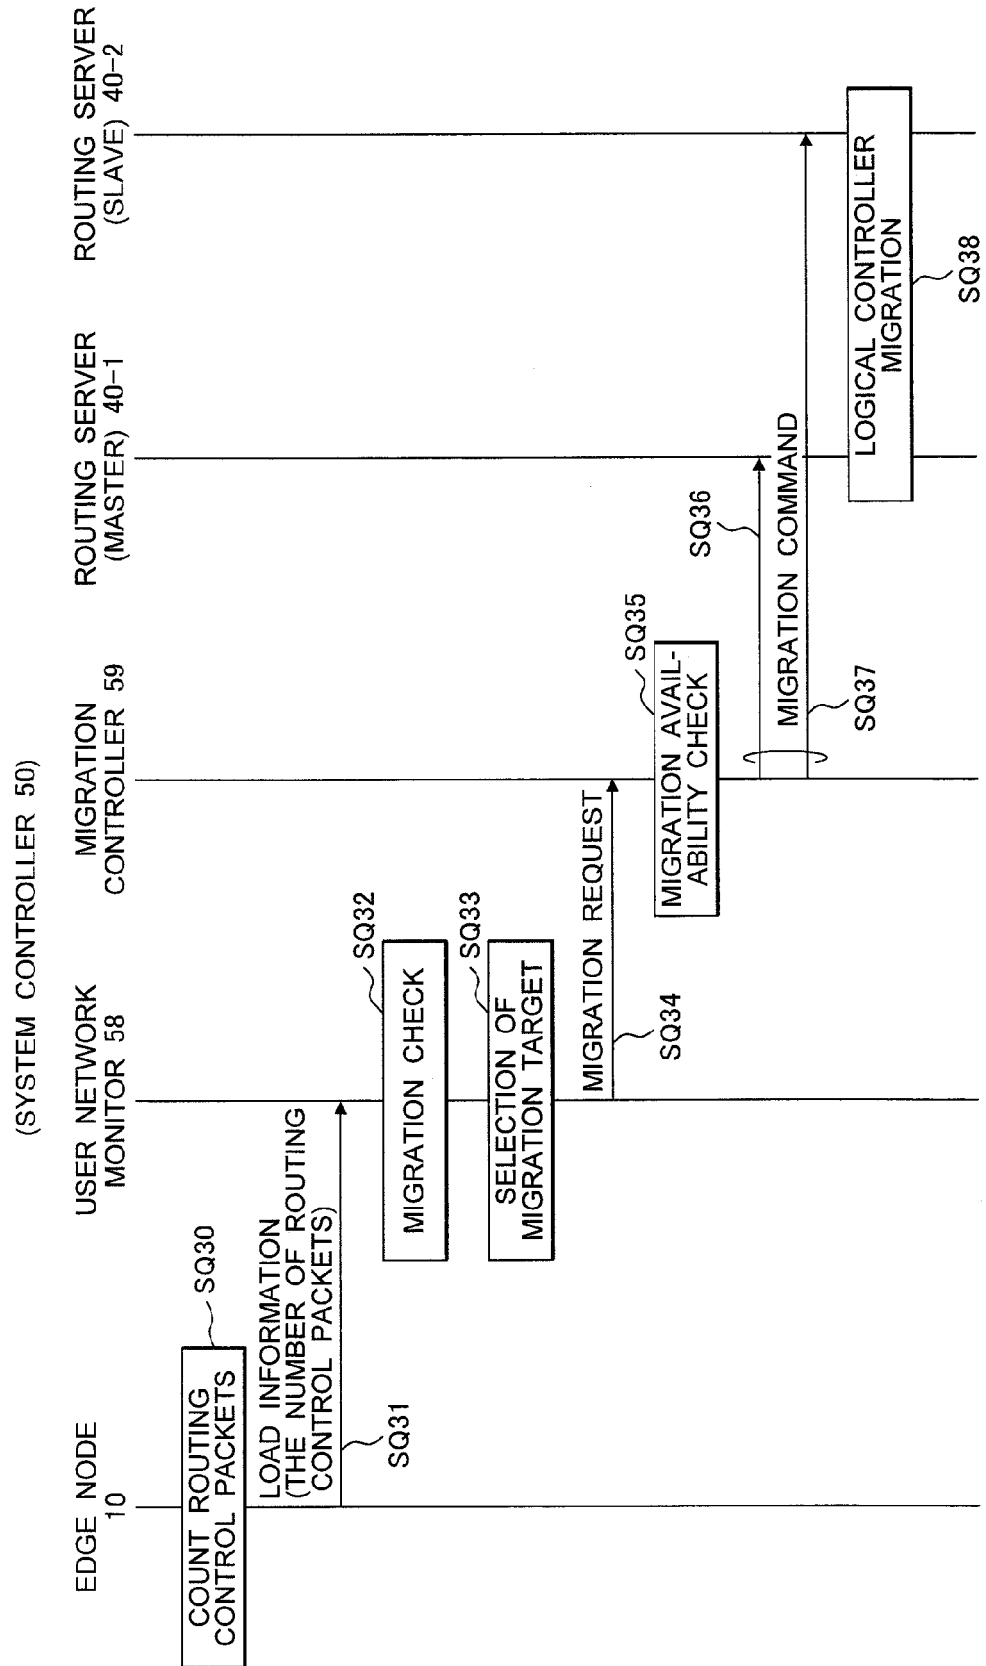 (SYSTEM CONTROLLER 50)
EDGE NODE
10
USER NETWORK
MONITOR 58
MIGRATION
CONTROLLER 59
ROUTING SERVER
(MASTER) 40-1
ROUTING SERVER
(SLAVE) 40-2
COUNT ROUTING
CONTROL PACKETS
SQ30
LOAD INFORMATION
(THE NUMBER OF ROUTING
CONTROL PACKETS)
SQ31
MIGRATION CHECK
SQ32
SELECTION OF
MIGRATION TARGET
SQ33
MIGRATION REQUEST
SQ34
MIGRATION AVAIL-
ABILITY CHECK
SQ35
SQ36
MIGRATION COMMAND
SQ37
LOGICAL CONTROLLER
MIGRATION
SQ38